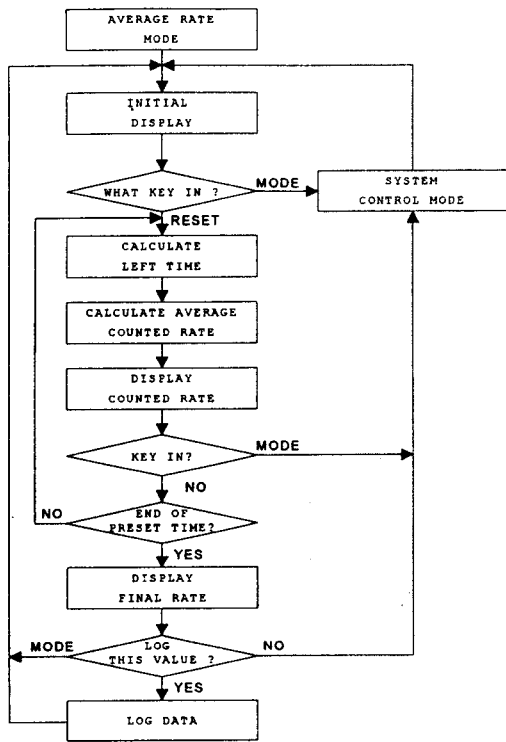 AVERAGE RATE
MODE
INITIAL
DISPLAY
WHAT KEY IN ?
MODE
SYSTEM
CONTROL MODE
RESET
CALCULATE
LEFT TIME
CALCULATE AVERAGE
COUNTED RATE
DISPLAY
COUNTED RATE
KEY IN?
MODE
NO
END OF
PRESET TIME?
NO
YES
DISPLAY
FINAL RATE
LOG
THIS VALUE ?
MODE
NO
YES
LOG DATA